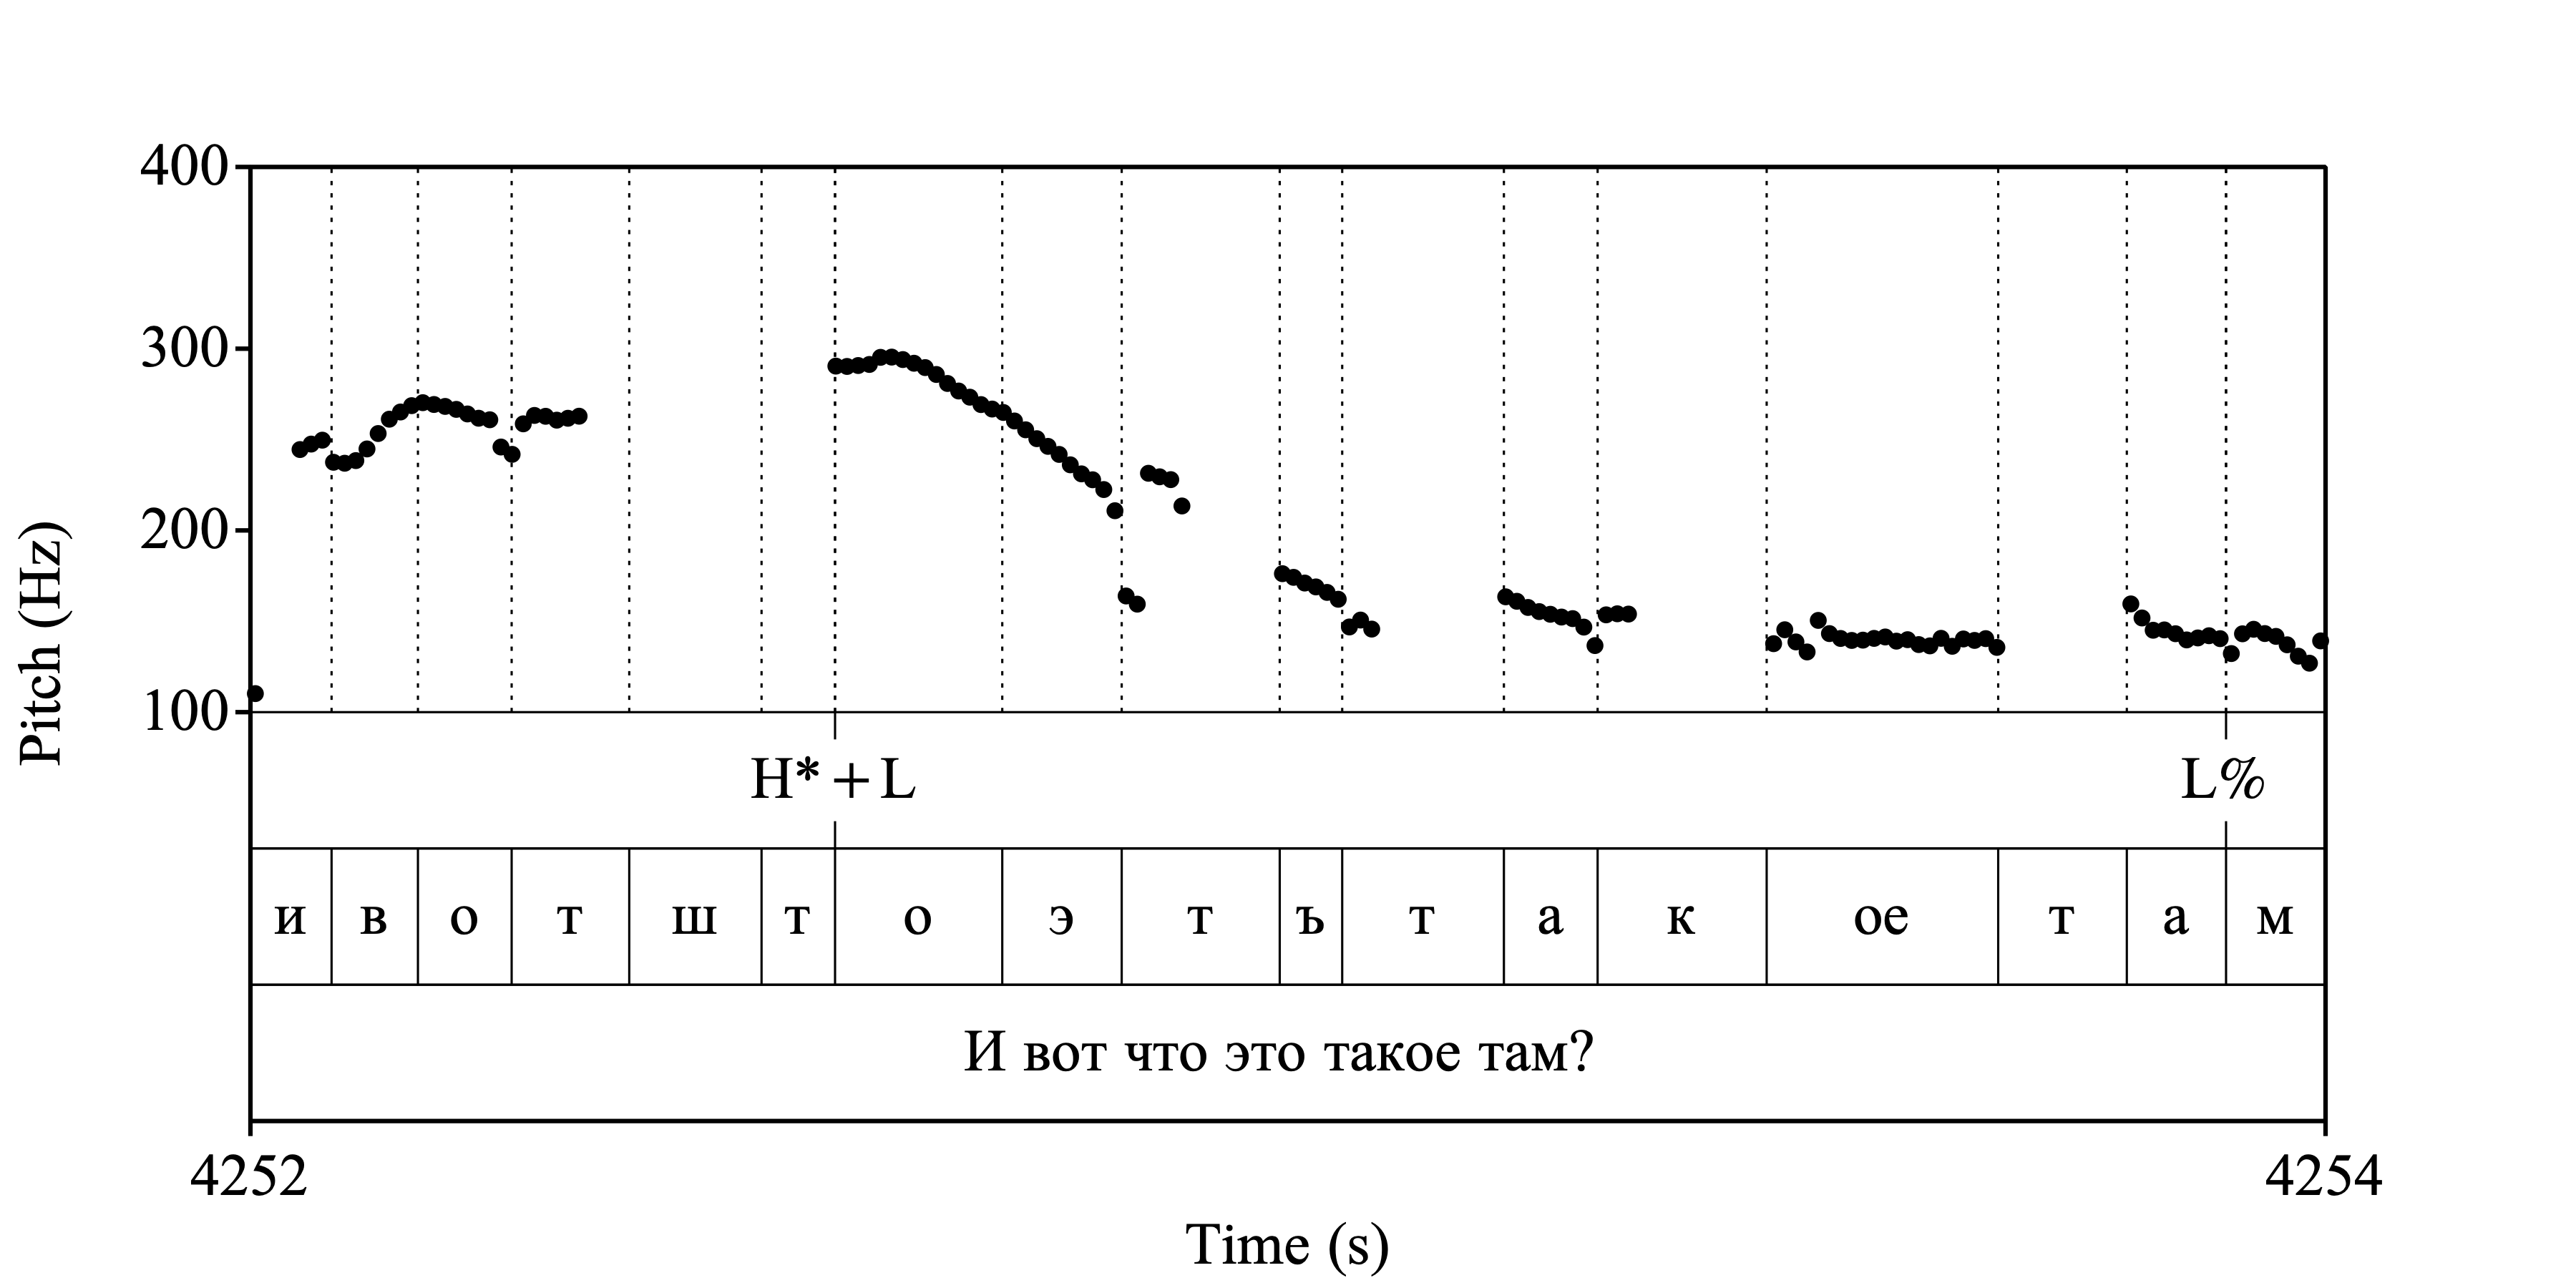 400
300
200
100
Pitch (Hz)
H* + L L%
и в о т ш т о э т ъ т а к ое т а м
И вот что это такое там?
4252 4254
Time (s)